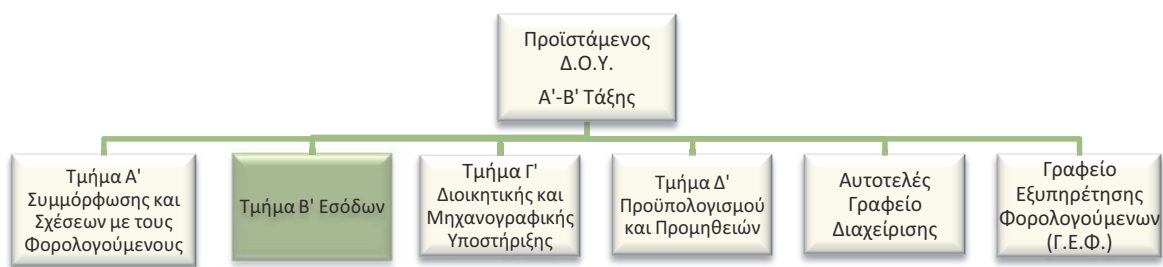 Προϊστάμενος
Δ.Ο.Υ.
Α'-Β' Τάξης
Τμήμα Α'
Συμμόρφωσης και
Σχέσεων με τους
Φορολογούμενους
Τμήμα Β' Εσόδων
Τμήμα Γ'
Διοικητικής και
Μηχανογραφικής
Υποστήριξης
Τμήμα Δ'
Προϋπολογισμού
και Προμηθειών
Αυτοτελές
Γραφείο
Διαχείρισης
Γραφείο
Εξυπηρέτησης
Φορολογούμενων
(Γ.Ε.Φ.)